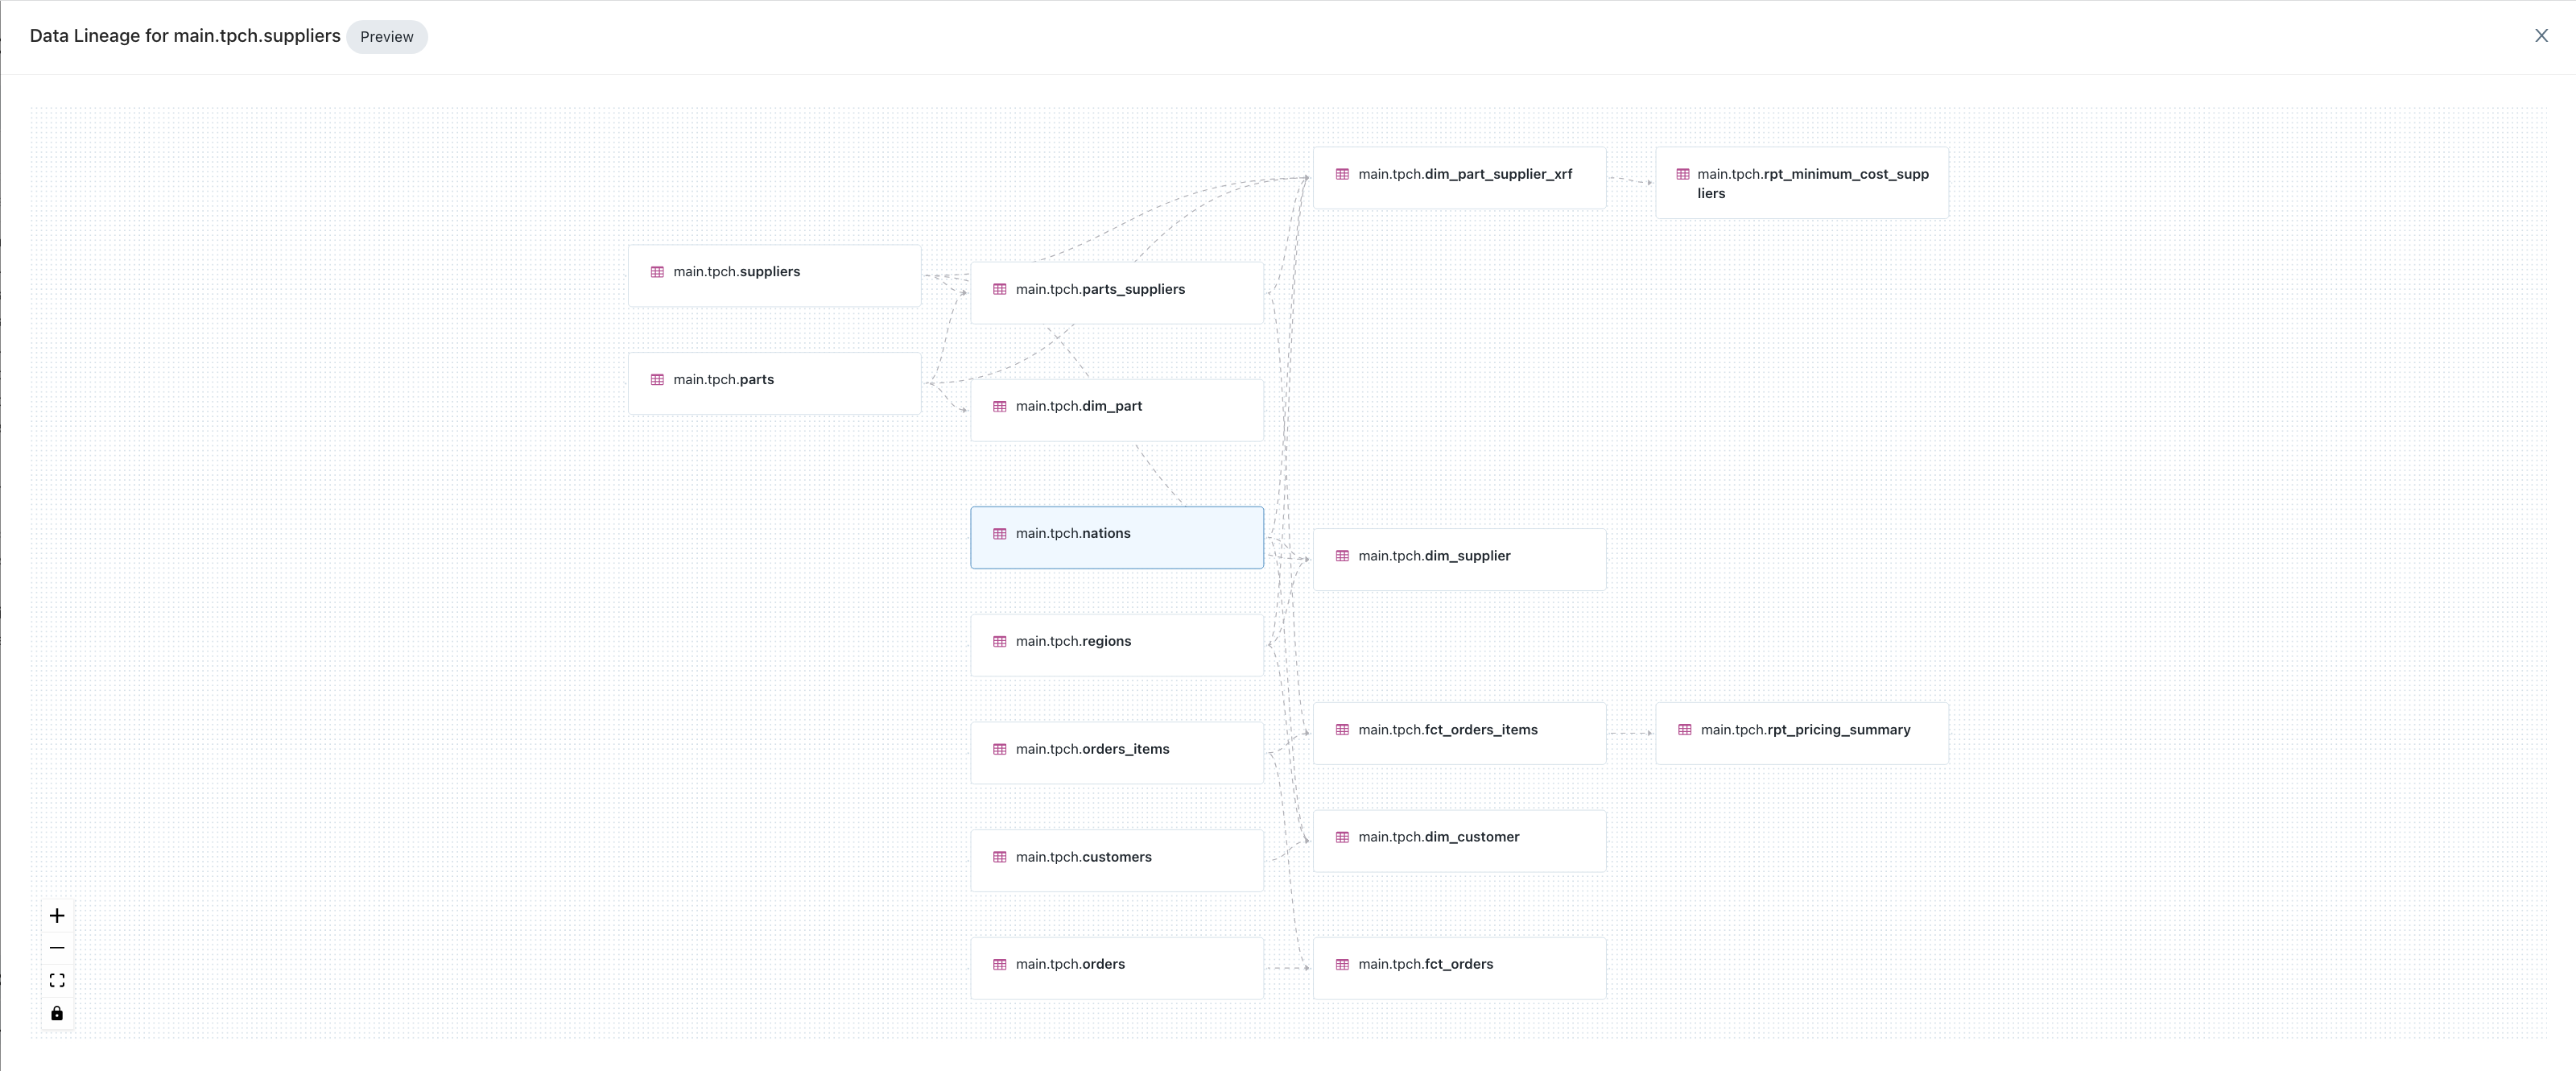 Data Lineage for main.tpch.suppliers Preview
main.tpch.dim_part_supplier_xrf
main.tpch.rpt_minimum_cost_supp
liers
main.tpch.suppliers
main.tpch.parts_suppliers
main.tpch.parts
main.tpch.dim_part
main.tpch.nations
main.tpch.dim_supplier
main.tpch.regions
main.tpch.fct_orders_items
main.tpch.rpt_pricing_summary
main.tpch.orders_items
main.tpch.dim_customer
main.tpch.customers
main.tpch.orders
main.tpch.fct_orders